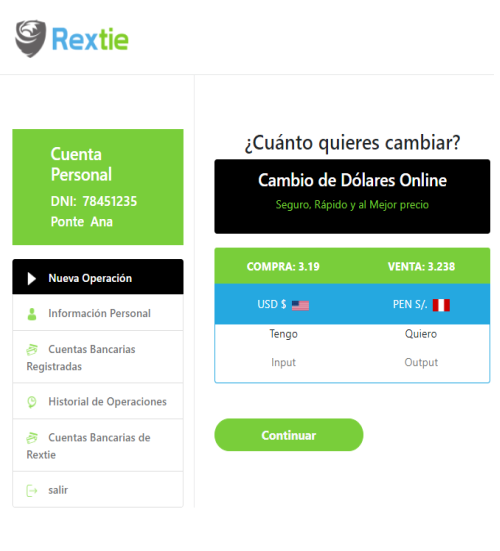 Rextie
Cuenta
Personal
DNI: 78451235
Ponte Ana
Nueva Operación
Información Personal
Cuentas Bancarias
Registradas
Historial de Operaciones
Cuentas Bancarias de
Rextie
salir
¿Cuánto quieres cambiar?
Cambio de Dólares Online
Seguro, Rápido y al Mejor precio
COMPRA: 3.19 VENTA: 3.238
USD $ PEN S/.
Tengo Quiero
Input Output
Continuar